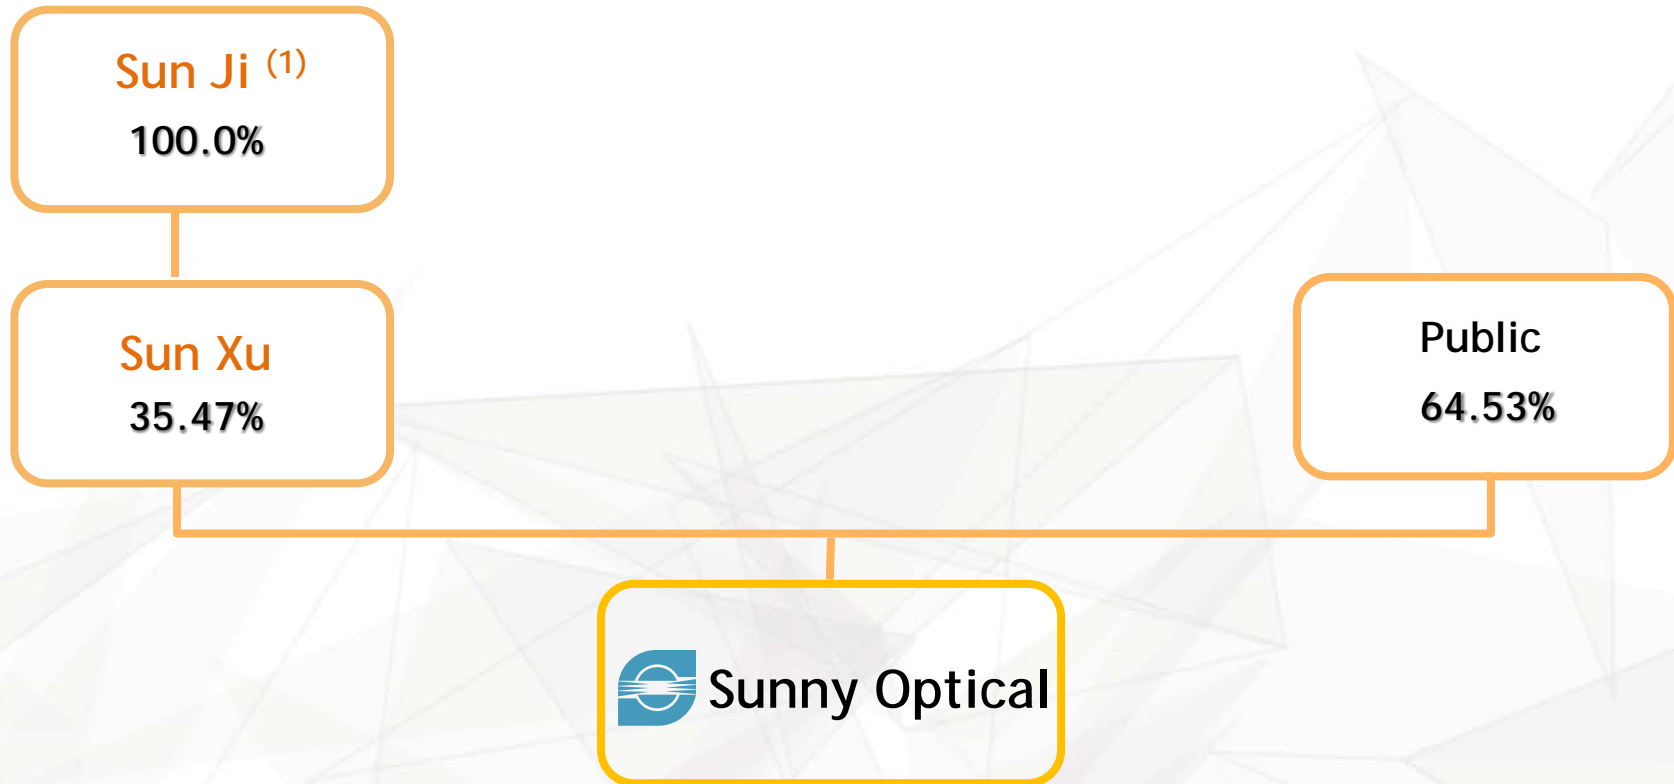 Sun Ji (1)
100.0%
Sun Xu
35.47%
Public
64.53%
Sunny Optical